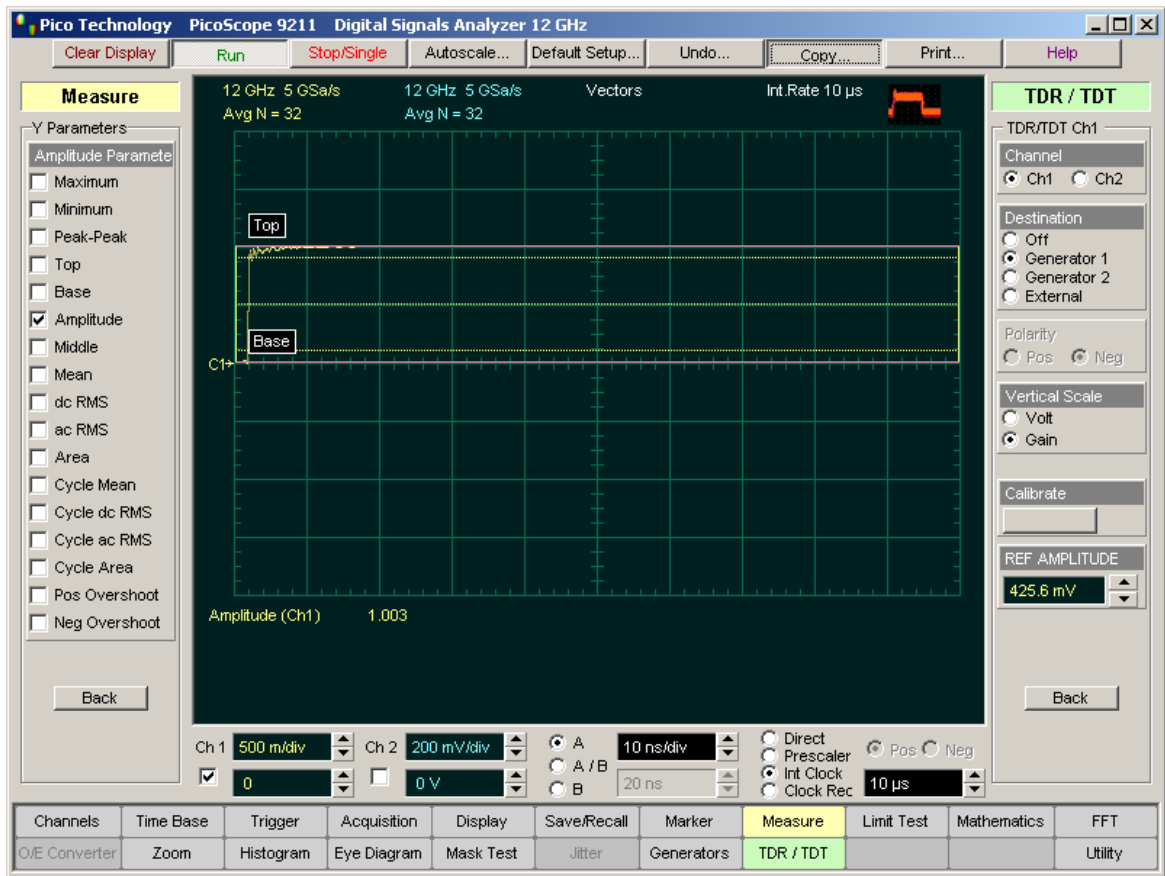 Pico Technology PicoScope 9211 Digital Signals Analyzer 12 GHz
Clear Display Run Stop/Single Autoscale... Default Setup... Undo... Copy... Print... Help
Measure
Y Parameters
Amplitude Paramete
Maximum
Minimum
Peak-Peak
Top
Base
Amplitude
Middle
Mean
dc RMS
ac RMS
Area
Cycle Mean
Cycle dc RMS
Cycle ac RMS
Cycle Area
Pos Overshoot
Neg Overshoot
Back
12 GHz 5 GSa/s 12 GHz 5 GSa/s Vectors Int.Rate 10 µs
Avg N = 32 Avg N = 32
Top
Base
C1
Amplitude (Ch1) 1.003
TDR / TDT
TDR/TDT Ch1
Channel
Ch1 Ch2
Destination
Off
Generator 1
Generator 2
External
Polarity
Pos Neg
Vertical Scale
Volt
Gain
Calibrate
REF AMPLITUDE
425.6 mV
Back
Ch 1 500 m/div Ch 2 200 mV/div A 10 ns/div Direct Pos Neg
Prescaler
0 0 V A / B 20 ns Int Clock 10 µs
B Clock Rec
Channels Time Base Trigger Acquisition Display Save/Recall Marker Measure Limit Test Mathematics FFT
O/E Converter Zoom Histogram Eye Diagram Mask Test Jitter Generators TDR / TDT Utility